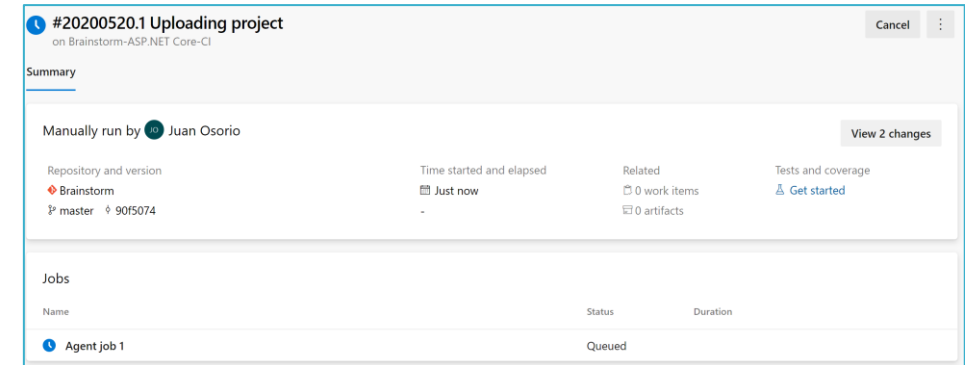 #20200520.1 Uploading project
Cancel
on Brainstorm-ASP.NET Core-CI
Summary
Manually run by JO Juan Osorio
View 2 changes
Repository and version Time started and elapsed Related Tests and coverage
Brainstorm Just now 0 work items Get started
master 90f5074 - 0 artifacts
Jobs
Name Status Duration
Agent job 1 Queued